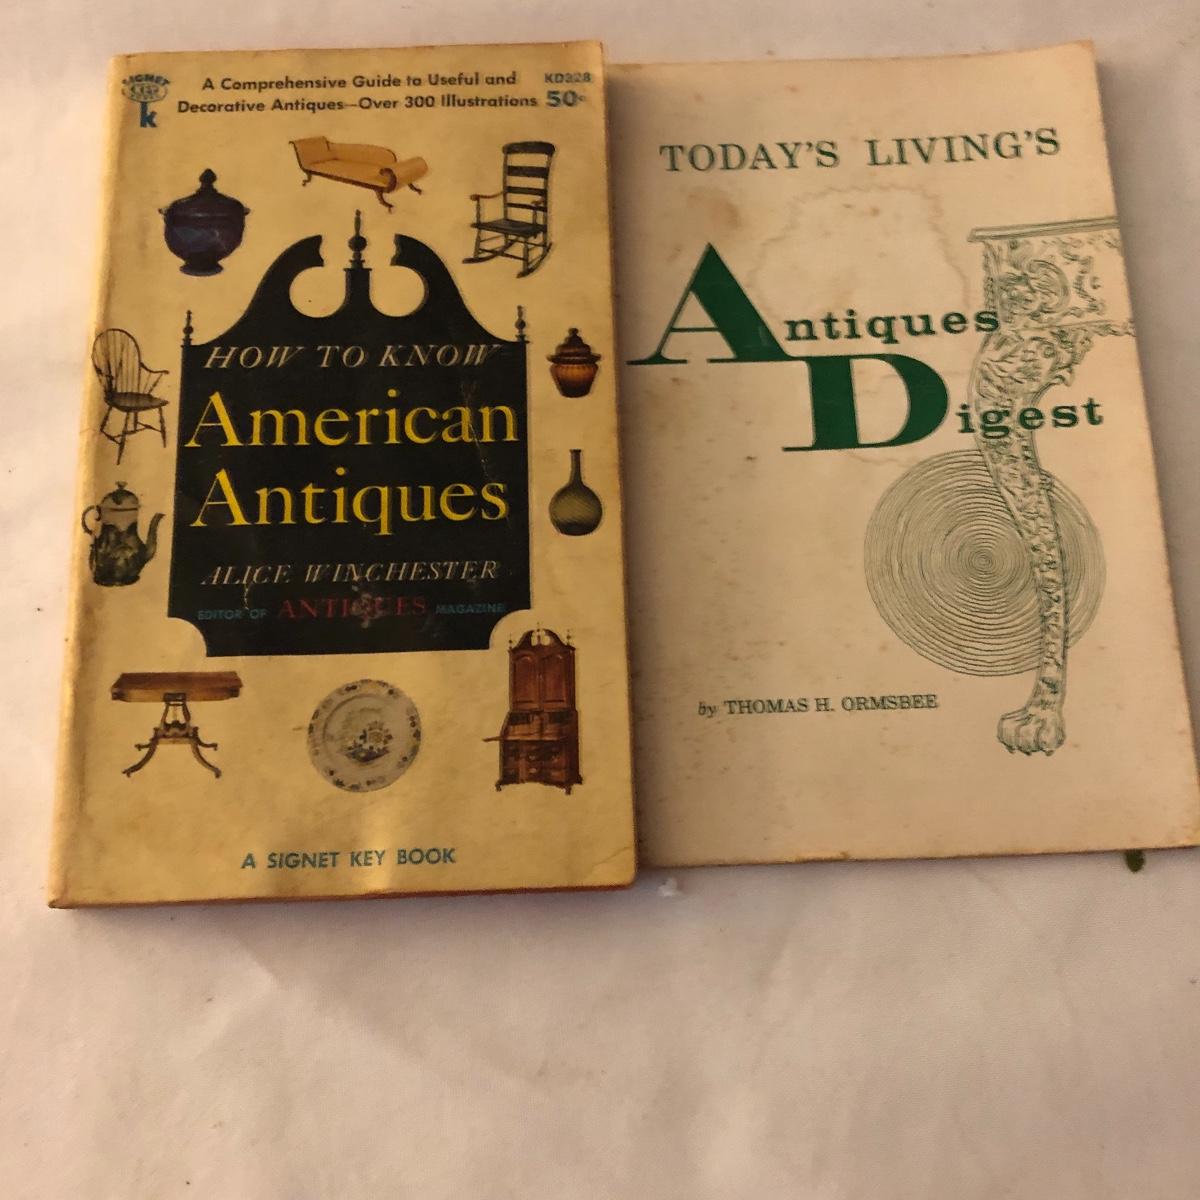 SIGNET
k
A Comprehensive Guide to Useful and
Decorative Antiques—Over 300 Illustrations
KD328
50¢
HOW TO KNOW
American
Antiques
ALICE WINCHESTER
EDITOR OF ANTIQUES MAGAZINE
A SIGNET KEY BOOK
TODAY'S LIVING'S
Antiques
Digest
by THOMAS H. ORMSBEE